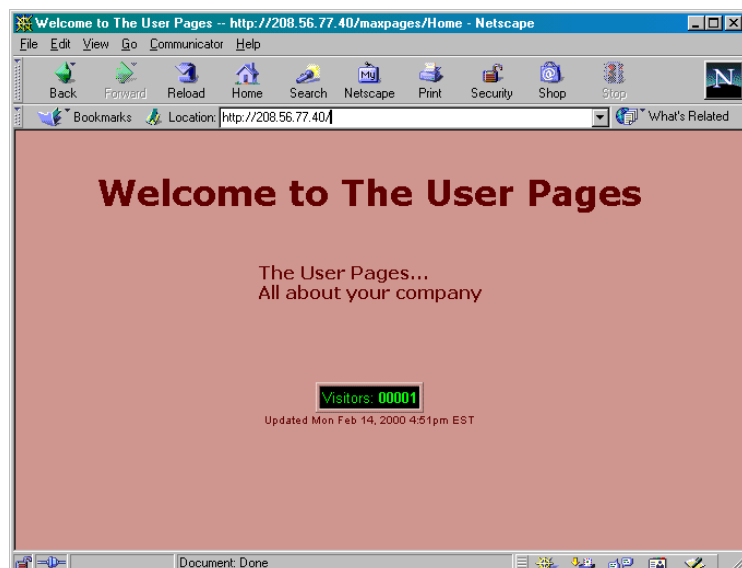 Welcome to The User Pages -- http://208.56.77.40/maxpages/Home - Netscape
File Edit View Go Communicator Help
Back Forward Reload Home Search Netscape Print Security Shop Stop
My
N
Bookmarks Location: http://208.56.77.40/ What's Related
Welcome to The User Pages
The User Pages...
All about your company
Visitors: 00001
Updated Mon Feb 14, 2000 4:51pm EST
Document: Done